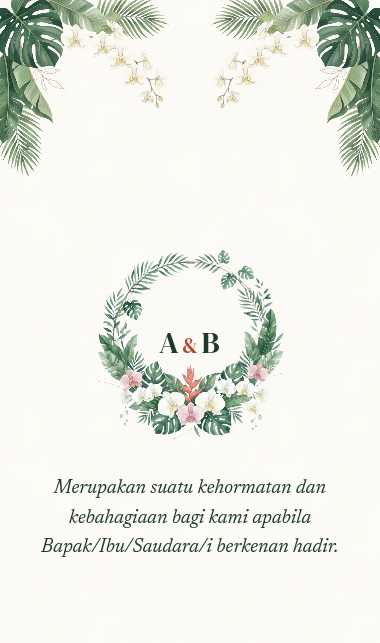 A & B
Merupakan suatu kehormatan dan
kebahagiaan bagi kami apabila
Bapak/Ibu/Saudara/i berkenan hadir.